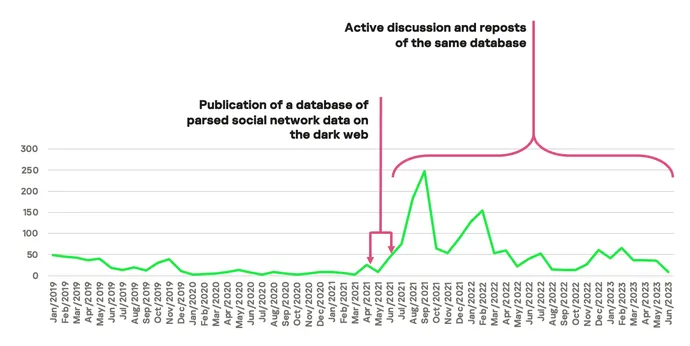 Active discussion and reposts
of the same database
Publication of a database of
parsed social network data on
the dark web
300
250
200
150
100
50
0
Jan/2019
Feb/2019
Mar/2019
Apr/2019
May/2019
Jun/2019
Jul/2019
Aug/2019
Sep/2019
Oct/2019
Nov/2019
Dec/2019
Jan/2020
Feb/2020
Mar/2020
Apr/2020
May/2020
Jun/2020
Jul/2020
Aug/2020
Sep/2020
Oct/2020
Nov/2020
Dec/2020
Jan/2021
Feb/2021
Mar/2021
Apr/2021
May/2021
Jun/2021
Jul/2021
Aug/2021
Sep/2021
Oct/2021
Nov/2021
Dec/2021
Jan/2022
Feb/2022
Mar/2022
Apr/2022
May/2022
Jun/2022
Jul/2022
Aug/2022
Sep/2022
Oct/2022
Nov/2022
Dec/2022
Jan/2023
Feb/2023
Mar/2023
Apr/2023
May/2023
Jun/2023